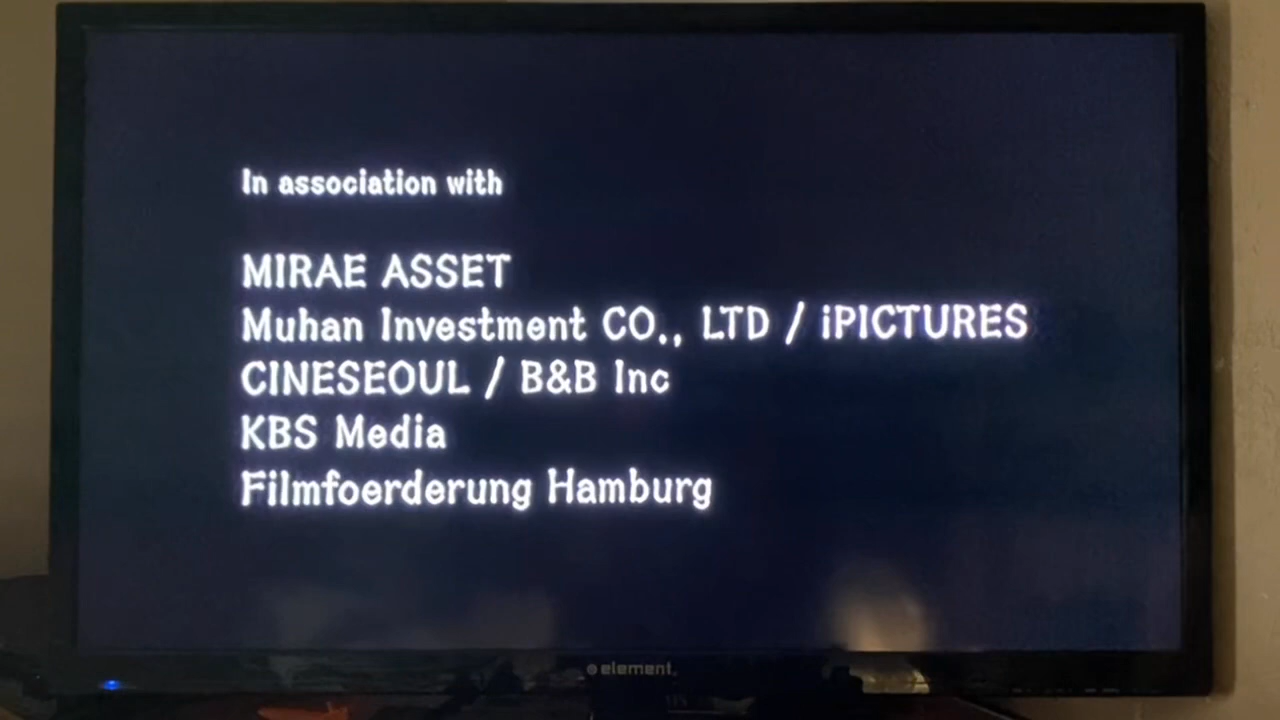 In association with
MIRAE ASSET
Muhan Investment CO., LTD / iPICTURES
CINESEOUL / B&B Inc
KBS Media
Filmfoerderung Hamburg
element